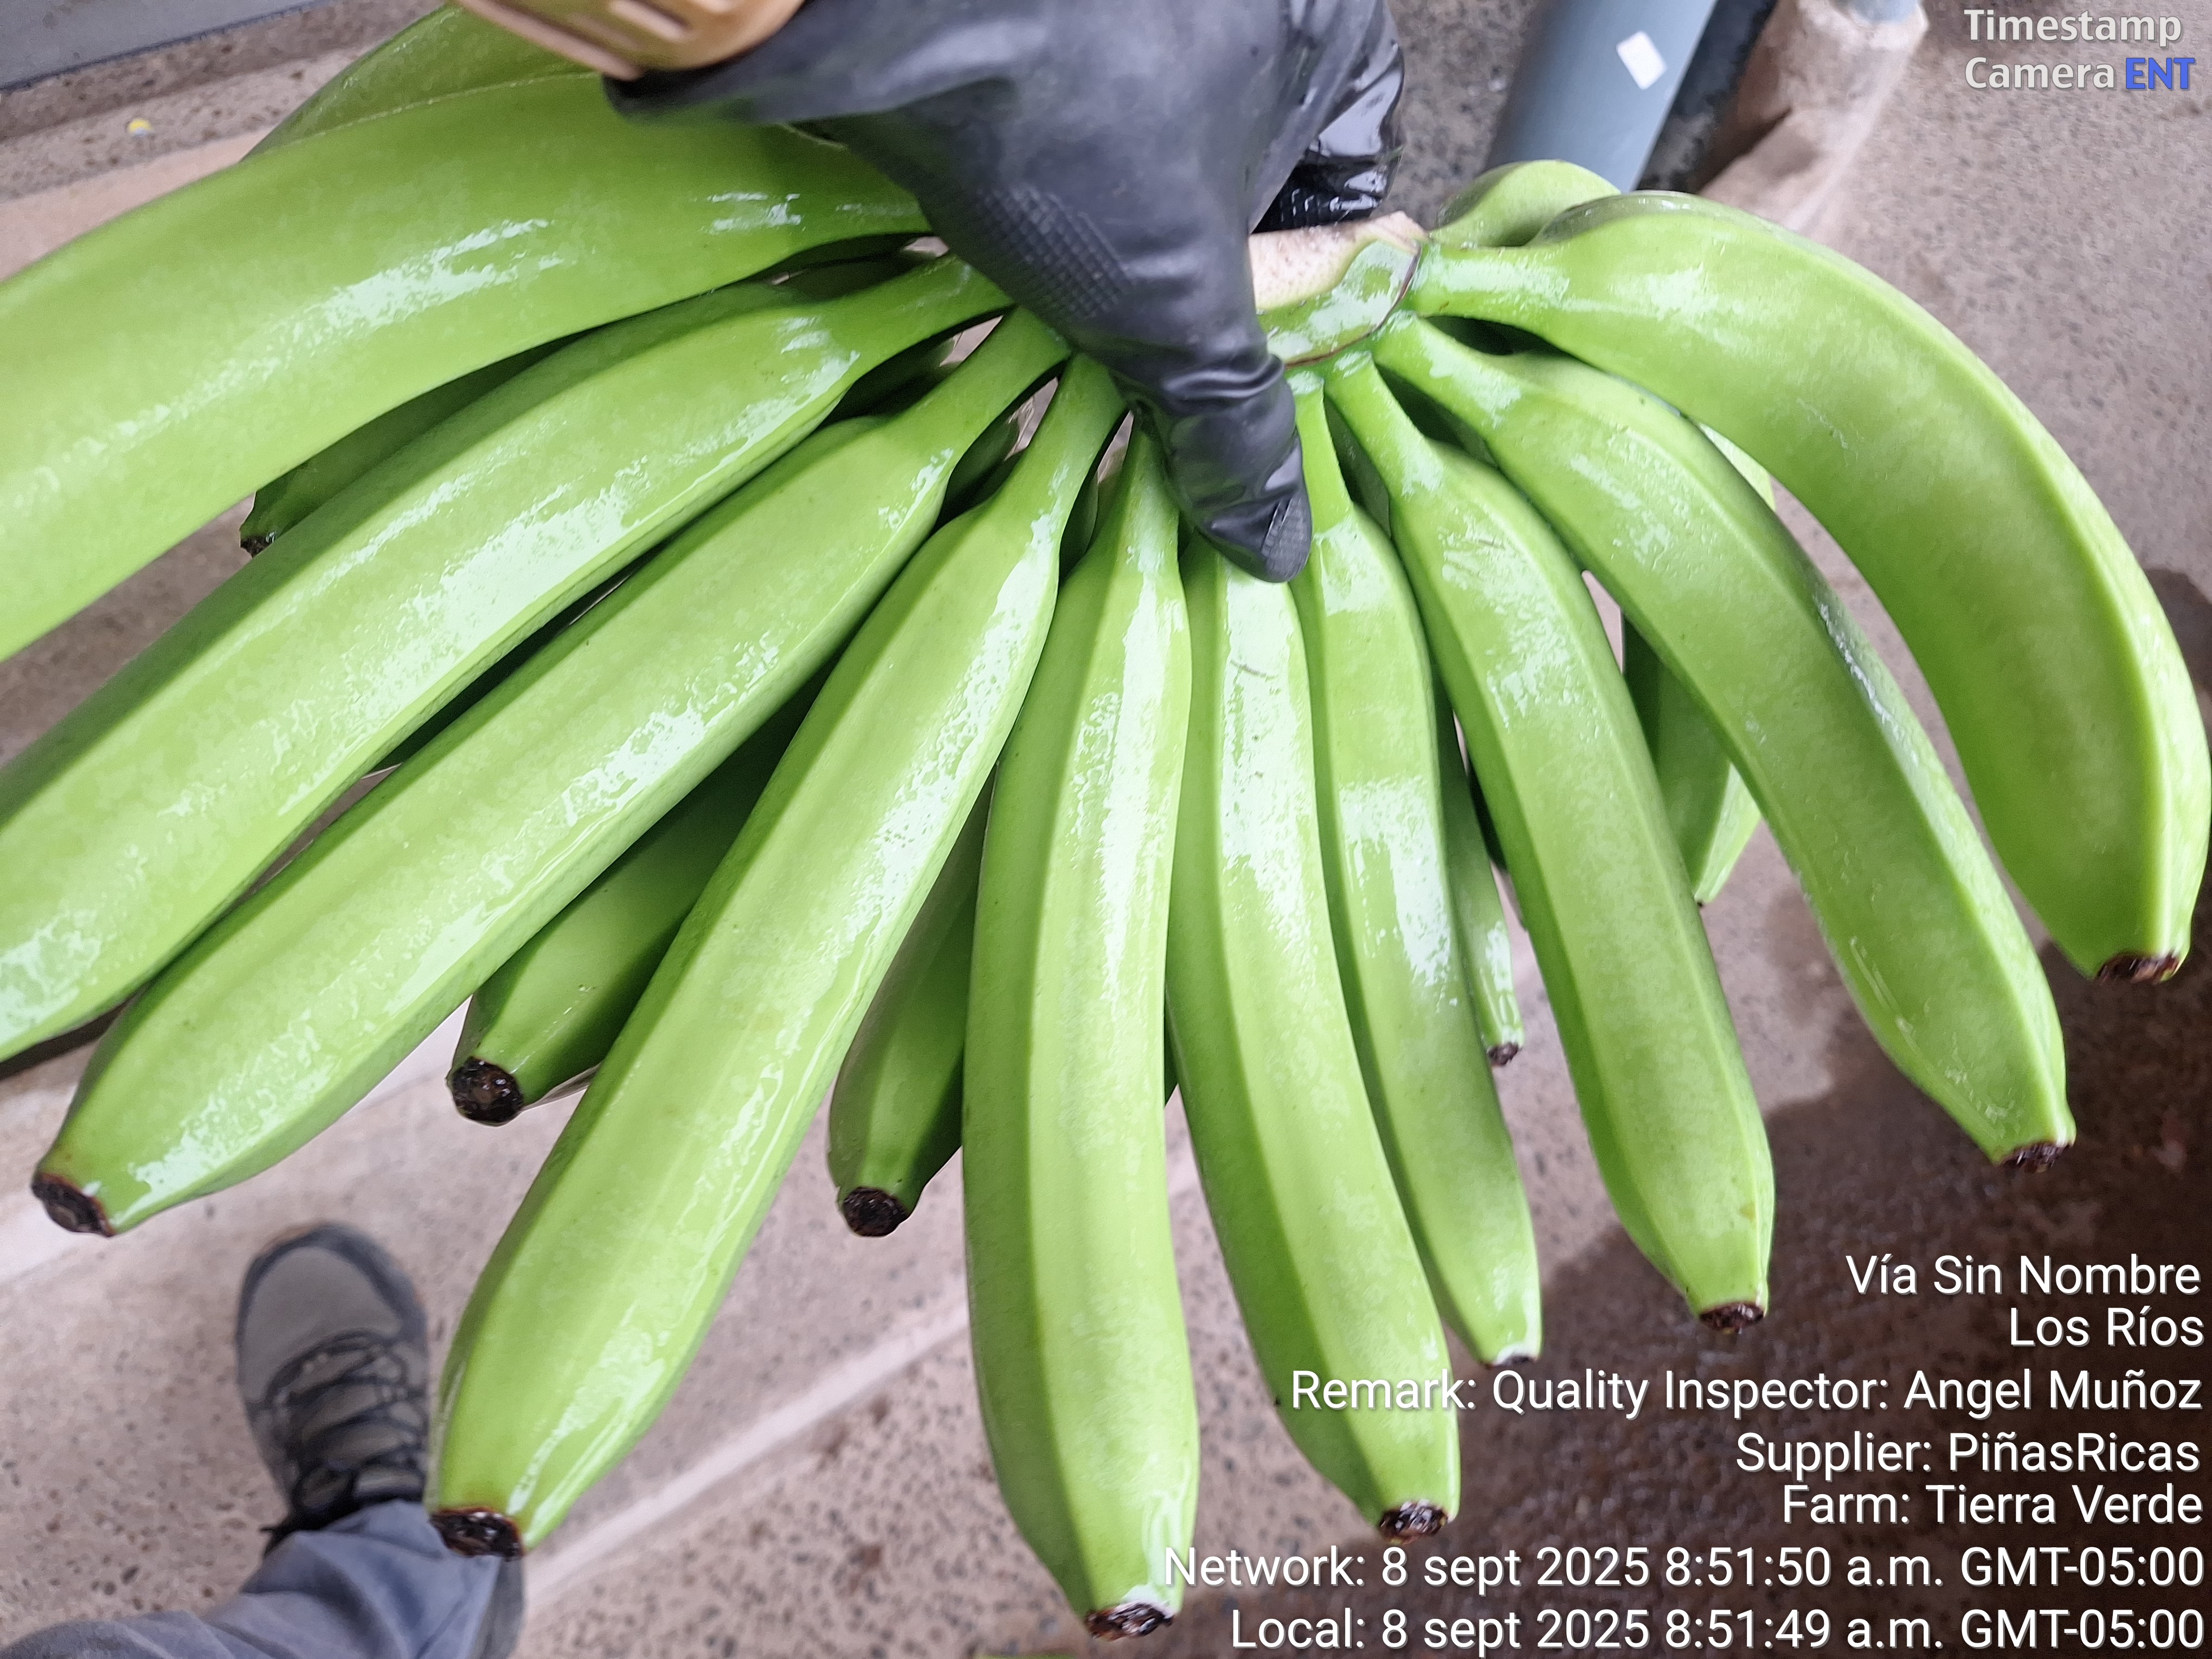 Timestamp
Camera ENT
Vía Sin Nombre
Los Ríos
Remark: Quality Inspector: Angel Muñoz
Supplier: PiñasRicas
Farm: Tierra Verde
Network: 8 sept 2025 8:51:50 a.m. GMT-05:00
Local: 8 sept 2025 8:51:49 a.m. GMT-05:00